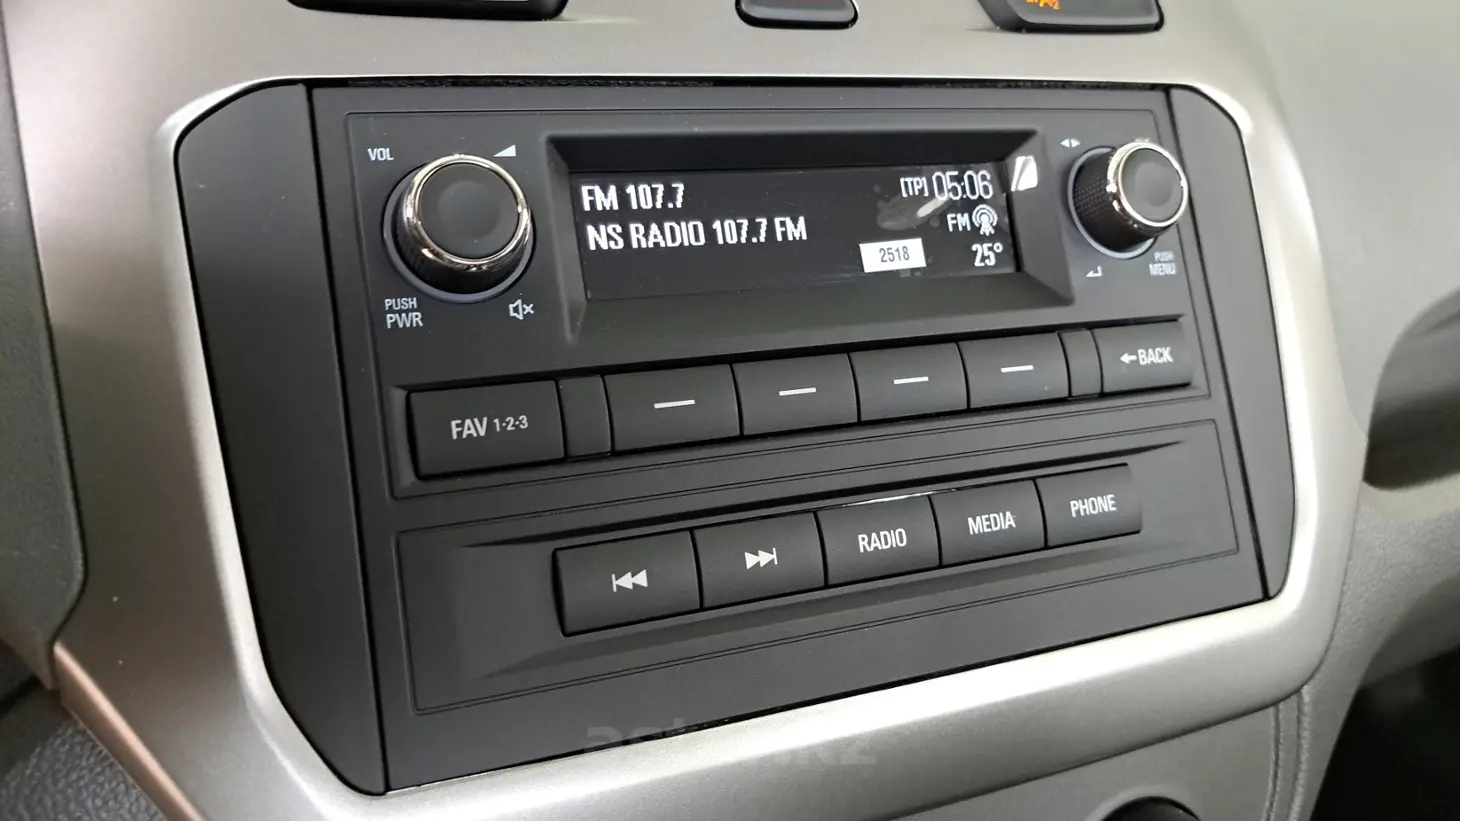 VOL
PUSH
PWR
FM 107.7
NS RADIO 107.7 FM
[TP] 05:06
FM
2518
25°
PUSH
MENU
FAV 1-2-3
BACK
RADIO
MEDIA
PHONE